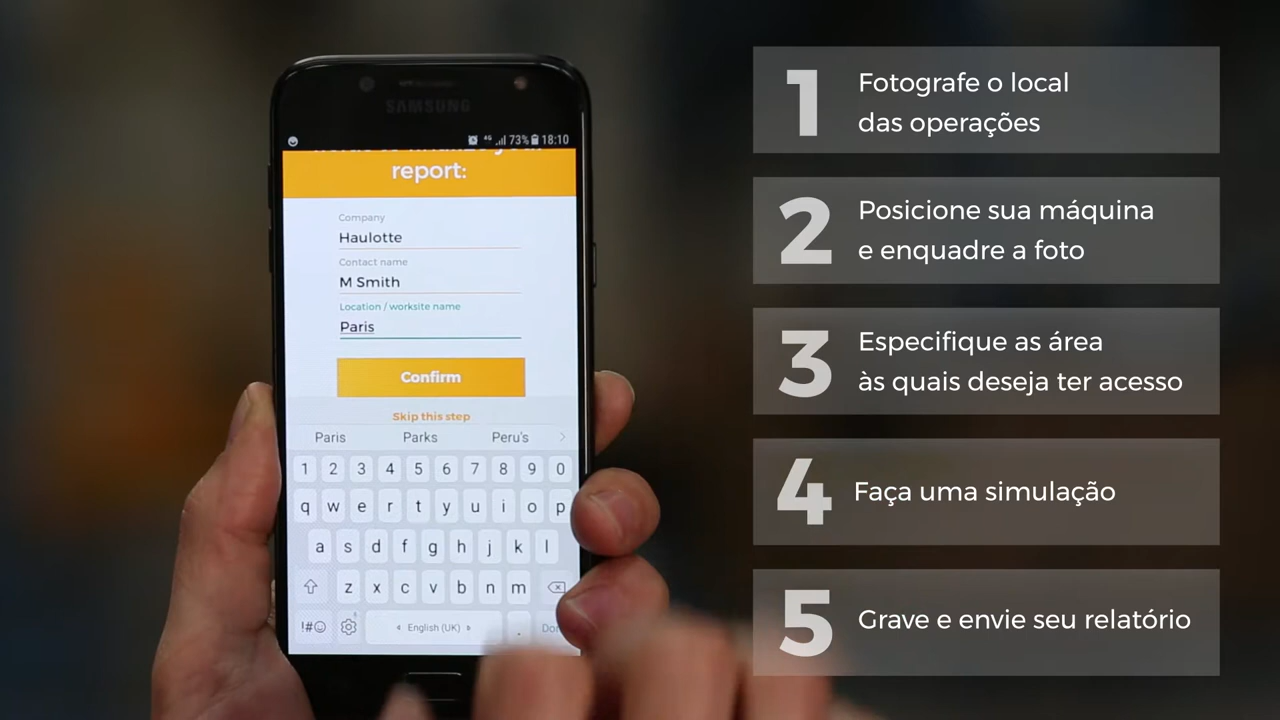 SAMSUNG
4G 73% 18:10
report:
Company
Haulotte
Contact name
M Smith
Location / worksite name
Paris
Confirm
Skip this step
Paris Parks Peru's
1 2 3 4 5 6 7 8 9 0
q w e r t y u i o p
a s d f g h j k l
z x c v b n m
!#☺ English (UK) .
1 Fotografe o local
das operações
2 Posicione sua máquina
e enquadre a foto
3 Especifique as área
às quais deseja ter acesso
4 Faça uma simulação
5 Grave e envie seu relatório